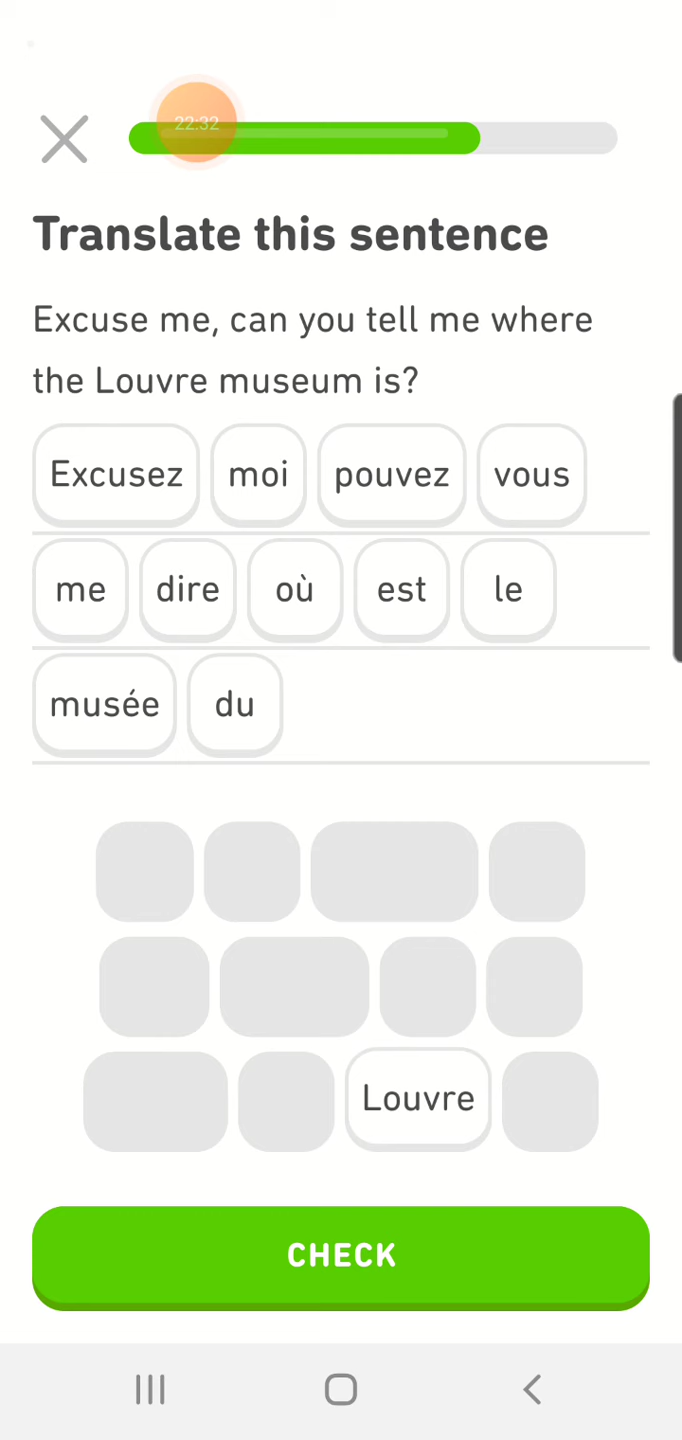 22:32
Translate this sentence
Excuse me, can you tell me where
the Louvre museum is?
Excusez moi pouvez vous
me dire où est le
musée du
Louvre
CHECK